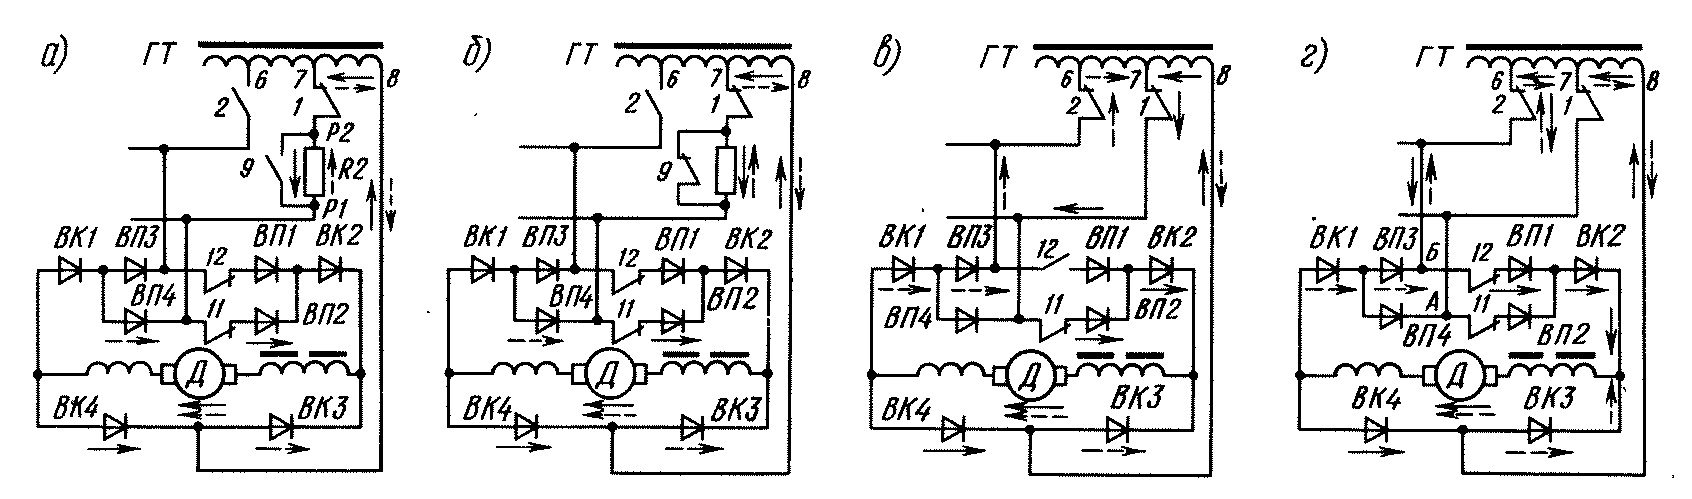 а) ГТ 6 7 8
2 1
P2
9 R2
P1
ВК1 ВП3 12 ВП1 ВК2
ВП4 11 ВП2
Д
ВК4 ВК3
б) ГТ 6 7 8
2 1
9
ВК1 ВП3 12 ВП1 ВК2
ВП4 11 ВП2
Д
ВК4 ВК3
в) ГТ 6 7 8
2 1
ВК1 ВП3 12 ВП1 ВК2
ВП4 11 ВП2
Д
ВК4 ВК3
г) ГТ 6 7 8
2 1
ВК1 ВП3 Б 12 ВП1 ВК2
А 11
ВП4 ВП2
Д
ВК4 ВК3